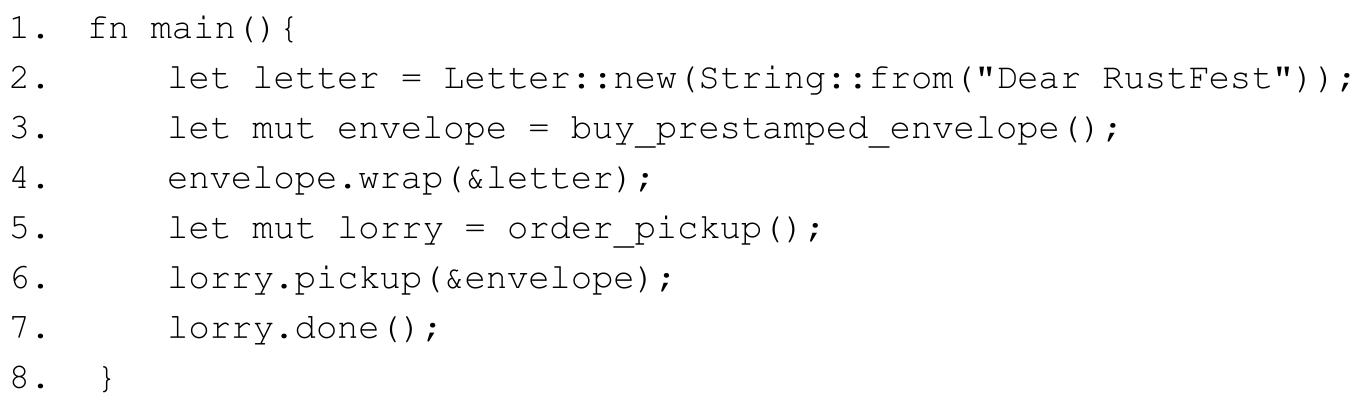 1. fn main(){
2. let letter = Letter::new(String::from("Dear RustFest"));
3. let mut envelope = buy_prestamped_envelope();
4. envelope.wrap(&letter);
5. let mut lorry = order_pickup();
6. lorry.pickup(&envelope);
7. lorry.done();
8. }